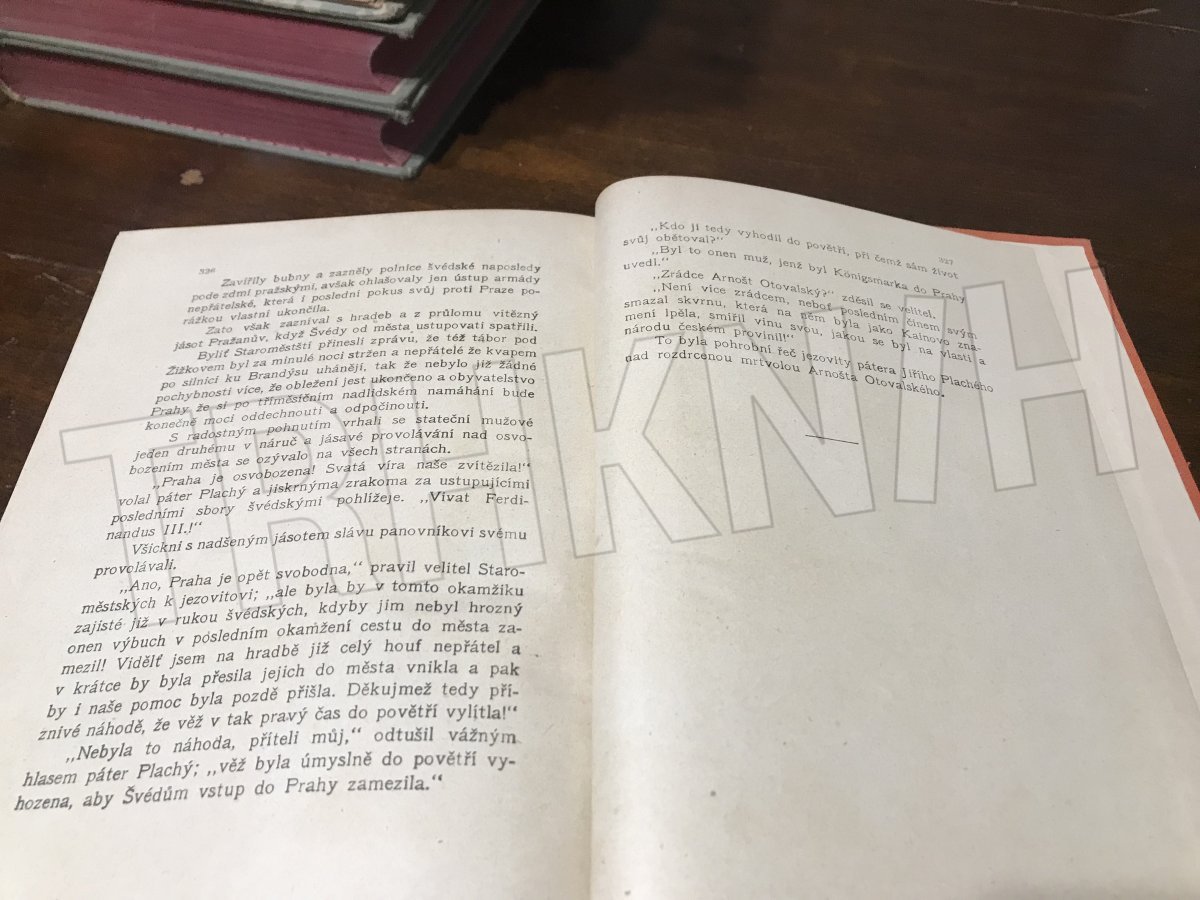 326
Zavířily bubny a zazněly polnice švédské naposledy
pode zdmi pražskými, avšak ohlašovaly jen ústup armády
nepřátelské, která i poslední pokus svůj proti Praze po-
rážkou vlastní ukončila.
Zato však zazníval s hradeb a z průlomu vítězný
jásot Pražanův, když Švédy od města ustupovati spatřili.
Byliť Staroměstští přinesli zprávu, že též tábor pod
Žižkovem byl za minulé noci stržen a nepřátelé že kvapem
po silnici ku Brandýsu uhánějí, tak že nebylo již žádné
pochybnosti více, že obležení jest ukončeno a obyvatelstvo
Prahy že si po tříměsíčním nadlidském namáhání bude
konečně moci oddechnouti a odpočinouti.
S radostným pohnutím vrhali se stateční mužové
jeden druhému v náruč a jásavé provolávání nad osvo-
bozením města se ozývalo na všech stranách.
„Praha je osvobozena! Svatá víra naše zvítězila!“
volal páter Plachý a jiskrnýma zrakoma za ustupujícími
posledními sbory švédskými pohlížeje. „Vivat Ferdi-
nandus III.!“
Všickni s nadšeným jásotem slávu panovníkovi svému
provolávali.
„Ano, Praha je opět svobodna,“ pravil velitel Staro-
městských k jezovitovi; „ale byla by v tomto okamžiku
zajisté již v rukou švédských, kdyby jim nebyl hrozný
onen výbuch v posledním okamžení cestu do města za-
mezil! Vidělť jsem na hradbě již celý houf nepřátel a
v krátce by byla přesila jejich do města vnikla a pak
by i naše pomoc byla pozdě přišla. Děkujmež tedy pří-
znivé náhodě, že věž v tak pravý čas do povětří vylítla!“
„Nebyla to náhoda, příteli můj,“ odtušil vážným
hlasem páter Plachý; „věž byla úmyslně do povětří vy-
hozena, aby Švédům vstup do Prahy zamezila.“
327
„Kdo ji tedy vyhodil do povětří, při čemž sám život
svůj obětoval?“
„Byl to onen muž, jenž byl Königsmarka do Prahy
uvedl.“
„Zrádce Arnošt Otovalský?“ zděsil se velitel.
„Není více zrádcem, neboť posledním činem svým
smazal skvrnu, která na něm byla jako Kainovo zna-
mení lpěla, smířil vinu svou, jakou se byl na vlasti a
národu českém provinil!“
To byla pohrobní řeč jezovity pátera Jiřího Plachého
nad rozdrcenou mrtvolou Arnošta Otovalského.
TRHKNIH